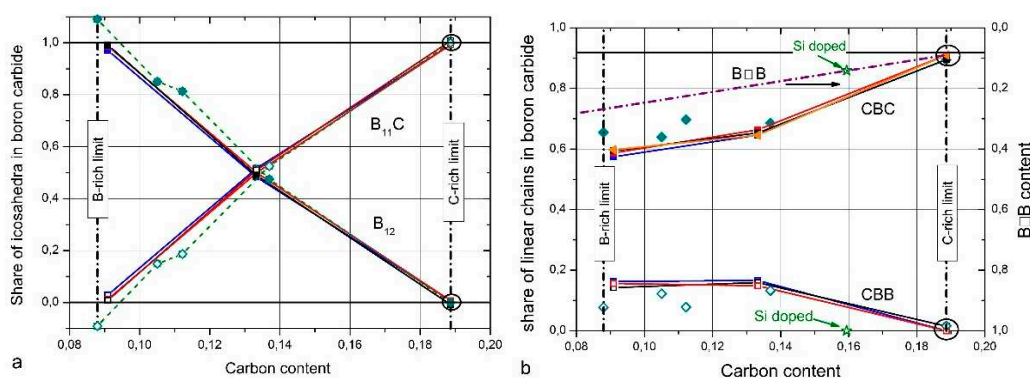 1,0
0,8
0,6
0,4
0,2
0,0
Share of icosahedra in boron carbide
B-rich limit
B₁₁C
B₁₂
C-rich limit
0,08 0,10 0,12 0,14 0,16 0,18 0,20
Carbon content
a
1,0
0,8
0,6
0,4
0,2
0,0
share of linear chains in boron carbide
Si doped
B□B
CBC
B-rich limit
C-rich limit
CBB
Si doped
0,0
0,2
0,4
0,6
0,8
1,0
B□B content
0,08 0,10 0,12 0,14 0,16 0,18 0,20
Carbon content
b